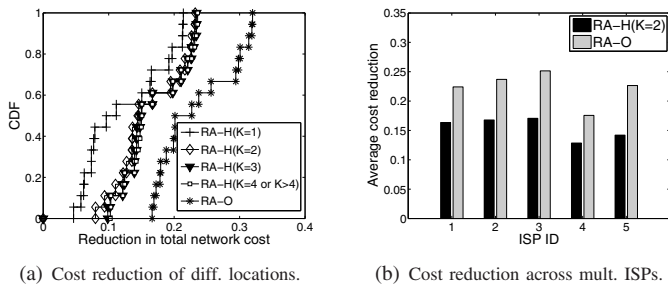 1
0.8
0.6
0.4
0.2
0
CDF
0
0.1
0.2
0.3
0.4
Reduction in total network cost
RA−H(K=1)
RA−H(K=2)
RA−H(K=3)
RA−H(K=4 or K>4)
RA−O
(a) Cost reduction of diff. locations.
0.35
0.3
0.25
0.2
0.15
0.1
0.05
0
Average cost reduction
1 2 3 4 5
ISP ID
RA−H(K=2)
RA−O
(b) Cost reduction across mult. ISPs.